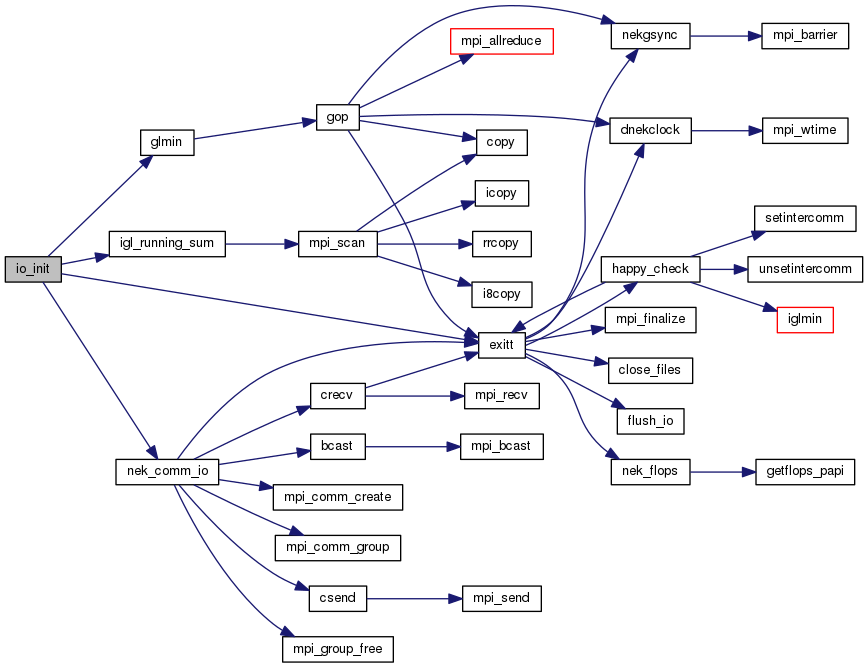 nekgsync
mpi_barrier
mpi_allreduce
gop
dnekclock
mpi_wtime
glmin
copy
icopy
setintercomm
igl_running_sum
mpi_scan
rrcopy
io_init
happy_check
unsetintercomm
i8copy
mpi_finalize
iglmin
exitt
close_files
crecv
mpi_recv
flush_io
bcast
mpi_bcast
nek_comm_io
nek_flops
getflops_papi
mpi_comm_create
mpi_comm_group
csend
mpi_send
mpi_group_free